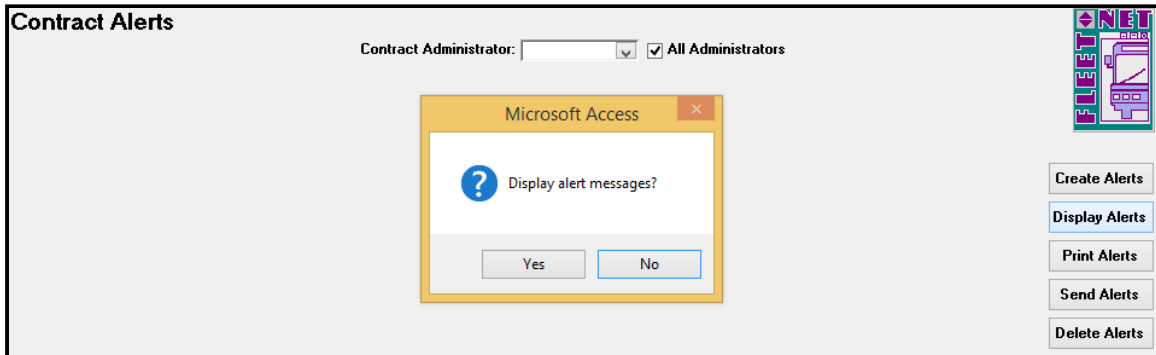 Contract Alerts
Contract Administrator:
All Administrators
FLEET NET
Microsoft Access
Display alert messages?
Yes
No
Create Alerts
Display Alerts
Print Alerts
Send Alerts
Delete Alerts